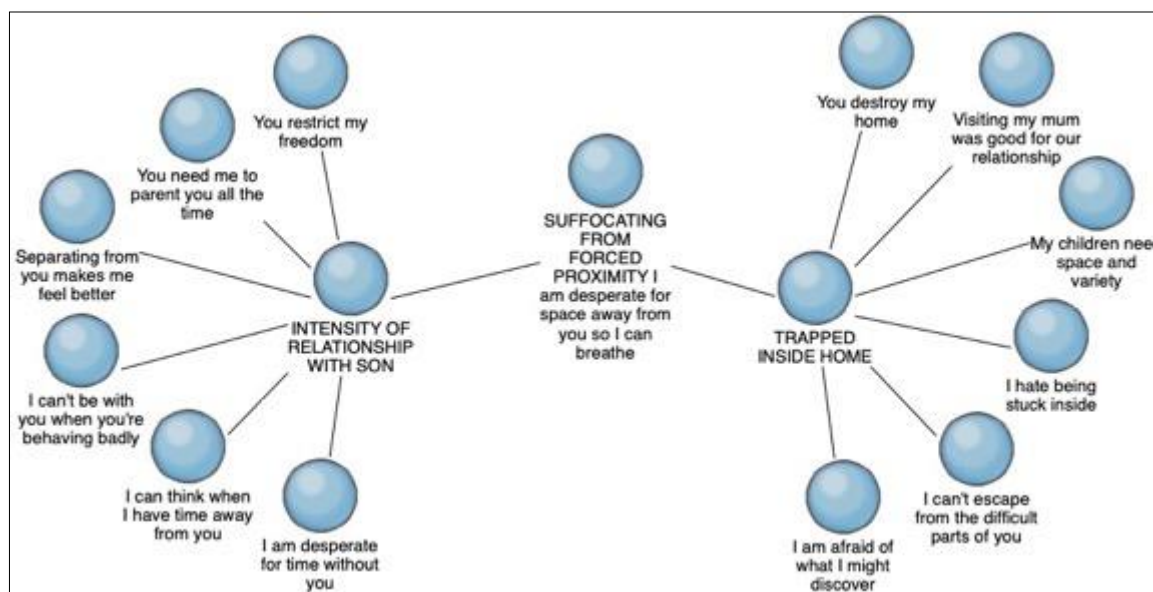 You restrict my
freedom
You need me to
parent you all the
time
Separating from
you makes me
feel better
I can't be with
you when you're
behaving badly
I can think when
I have time away
from you
I am desperate
for time without
you
INTENSITY OF
RELATIONSHIP
WITH SON
SUFFOCATING
FROM
FORCED
PROXIMITY I
am desperate for
space away from
you so I can
breathe
TRAPPED
INSIDE HOME
You destroy my
home
Visiting my mum
was good for our
relationship
My children nee
space and
variety
I hate being
stuck inside
I can't escape
from the difficult
parts of you
I am afraid of
what I might
discover